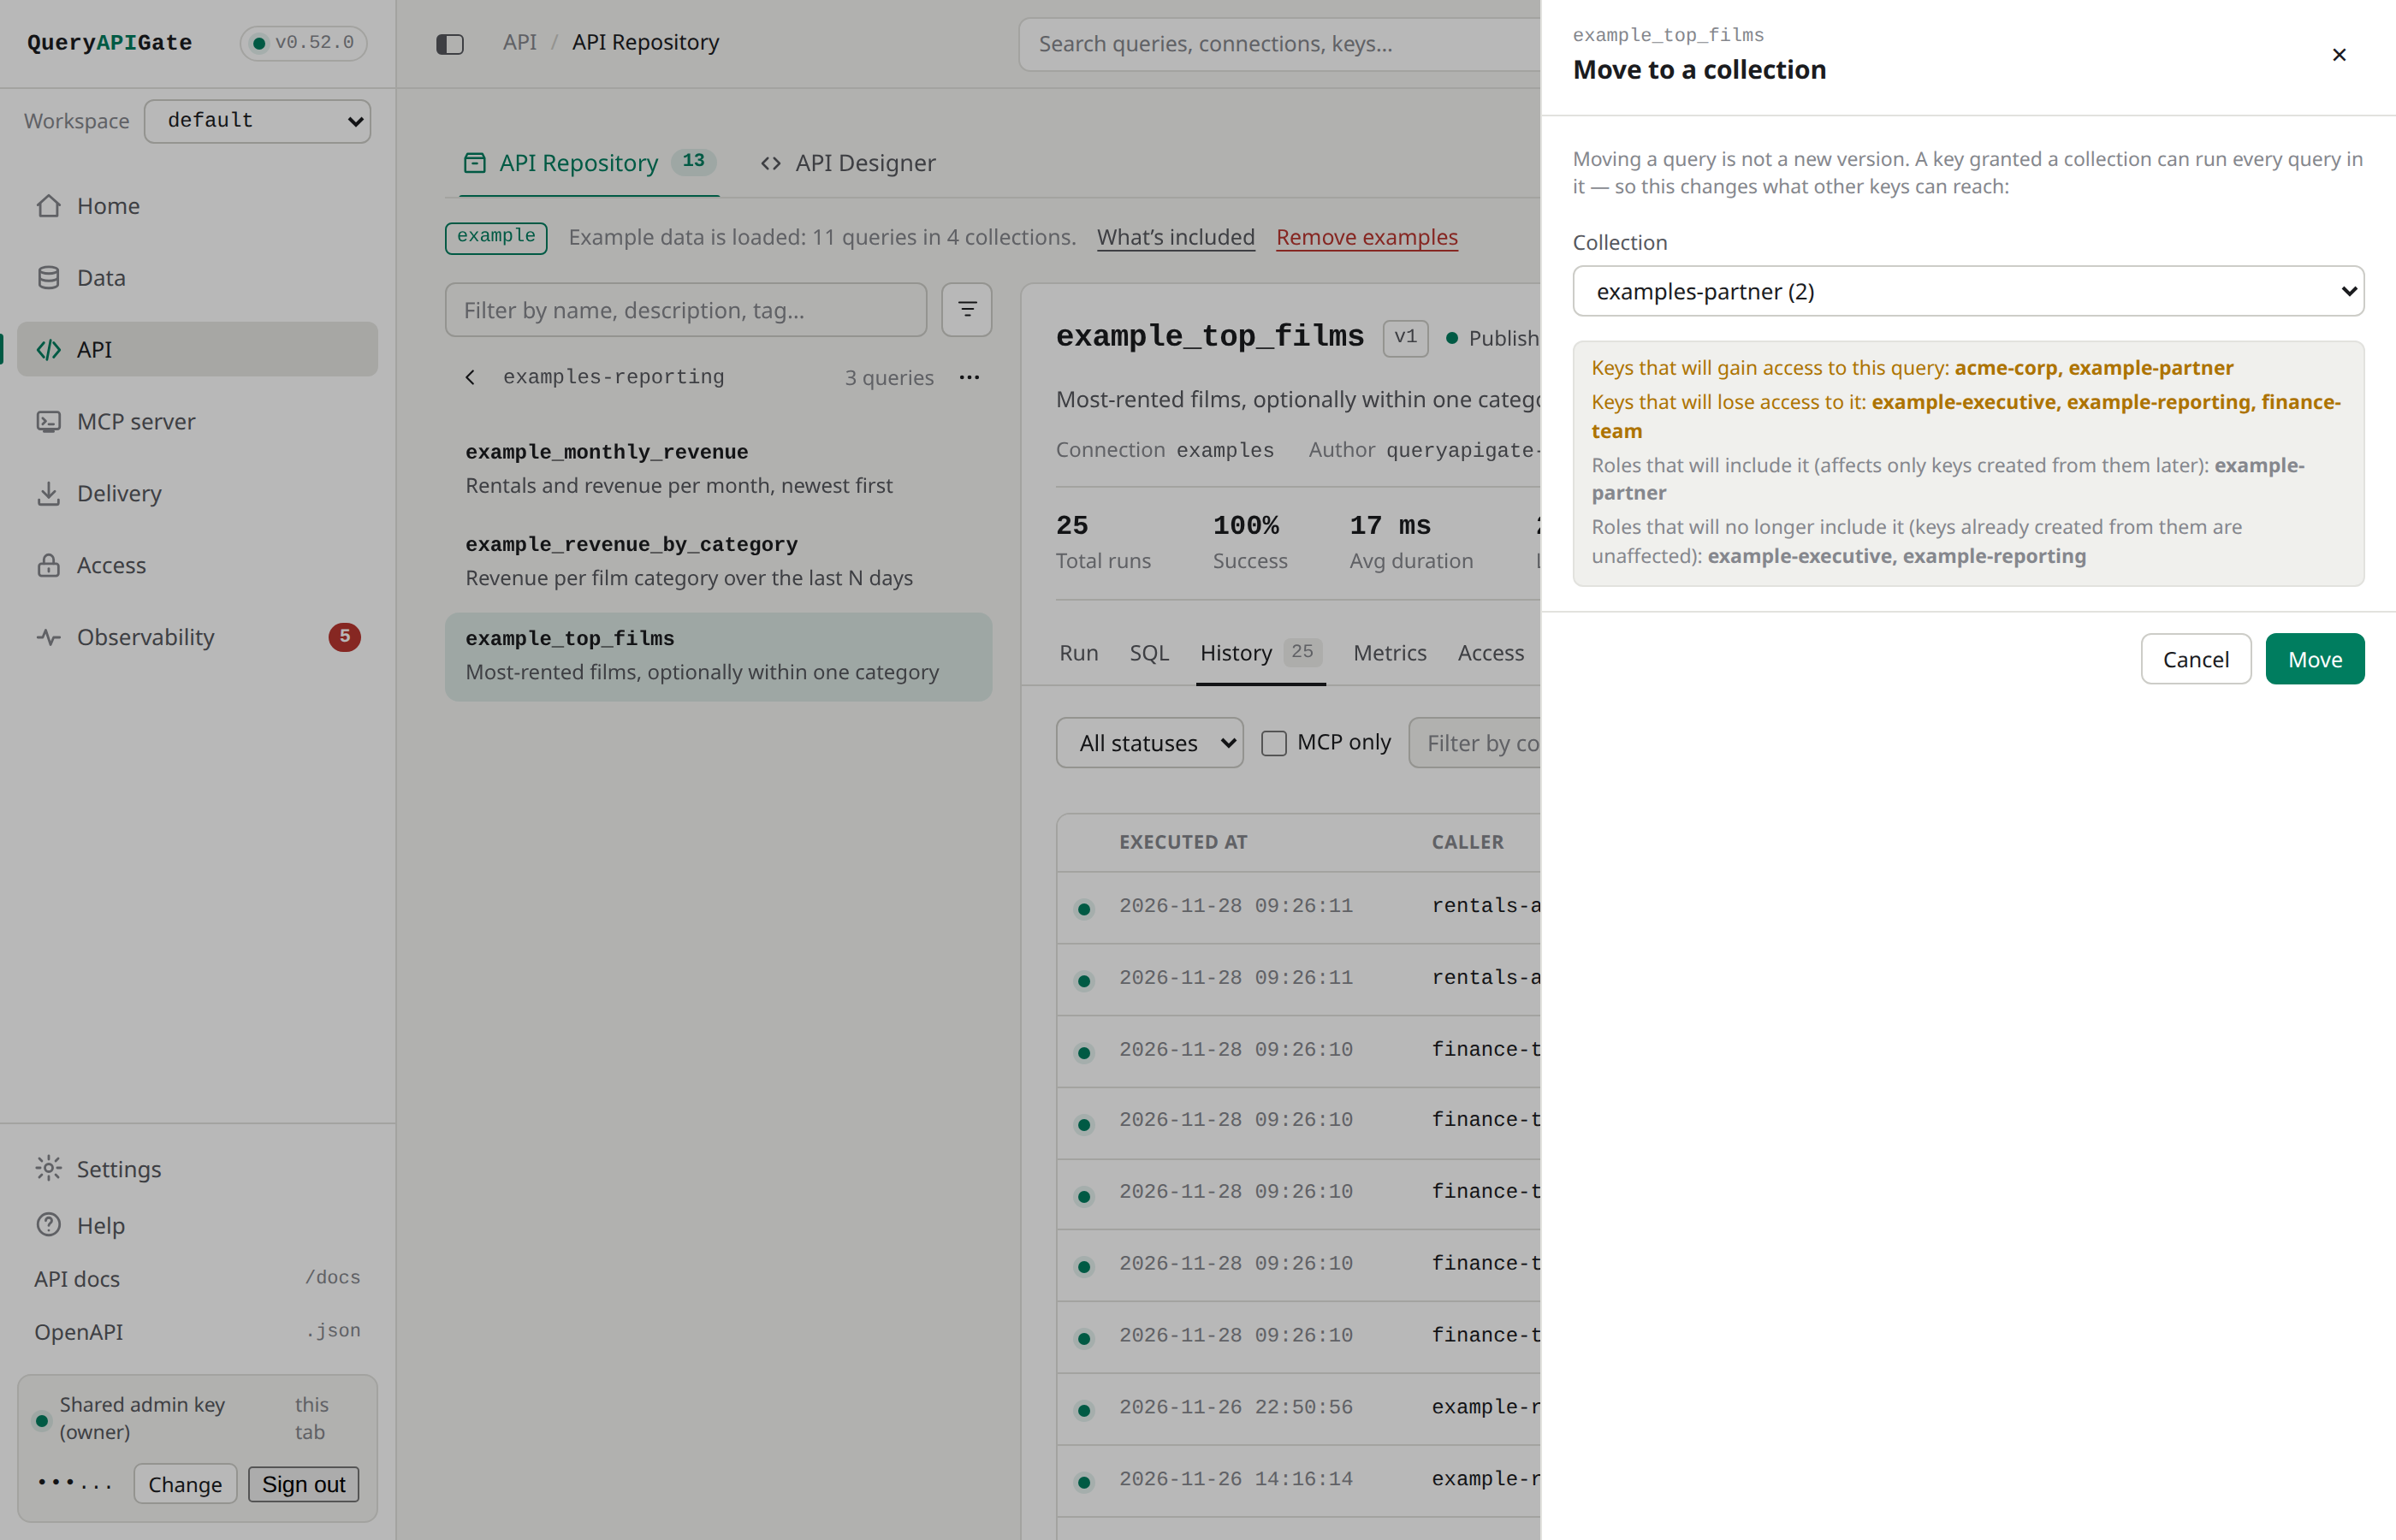 QueryAPIGate
v0.52.0
Workspace
default
Home
Data
API
MCP server
Delivery
Access
Observability
5
Settings
Help
API docs
/docs
OpenAPI
.json
Shared admin key (owner)
this tab
•••...
Change
Sign out
API / API Repository
Search queries, connections, keys...
API Repository 13
API Designer
example
Example data is loaded: 11 queries in 4 collections.
What's included
Remove examples
Filter by name, description, tag...
examples-reporting
3 queries
example_monthly_revenue
Rentals and revenue per month, newest first
example_revenue_by_category
Revenue per film category over the last N days
example_top_films
Most-rented films, optionally within one category
example_top_films v1
Publish
Most-rented films, optionally within one catego
Connection examples
Author queryapigate-
25
Total runs
100%
Success
17 ms
Avg duration
Run
SQL
History 25
Metrics
Access
All statuses
MCP only
Filter by co
EXECUTED AT
CALLER
2026-11-28 09:26:11 rentals-a
2026-11-28 09:26:11 rentals-a
2026-11-28 09:26:10 finance-t
2026-11-28 09:26:10 finance-t
2026-11-28 09:26:10 finance-t
2026-11-28 09:26:10 finance-t
2026-11-28 09:26:10 finance-t
2026-11-26 22:50:56 example-r
2026-11-26 14:16:14 example-r
example_top_films
Move to a collection
Moving a query is not a new version. A key granted a collection can run every query in
it — so this changes what other keys can reach:
Collection
examples-partner (2)
Keys that will gain access to this query: acme-corp, example-partner
Keys that will lose access to it: example-executive, example-reporting, finance-
team
Roles that will include it (affects only keys created from them later): example-
partner
Roles that will no longer include it (keys already created from them are
unaffected): example-executive, example-reporting
Cancel
Move